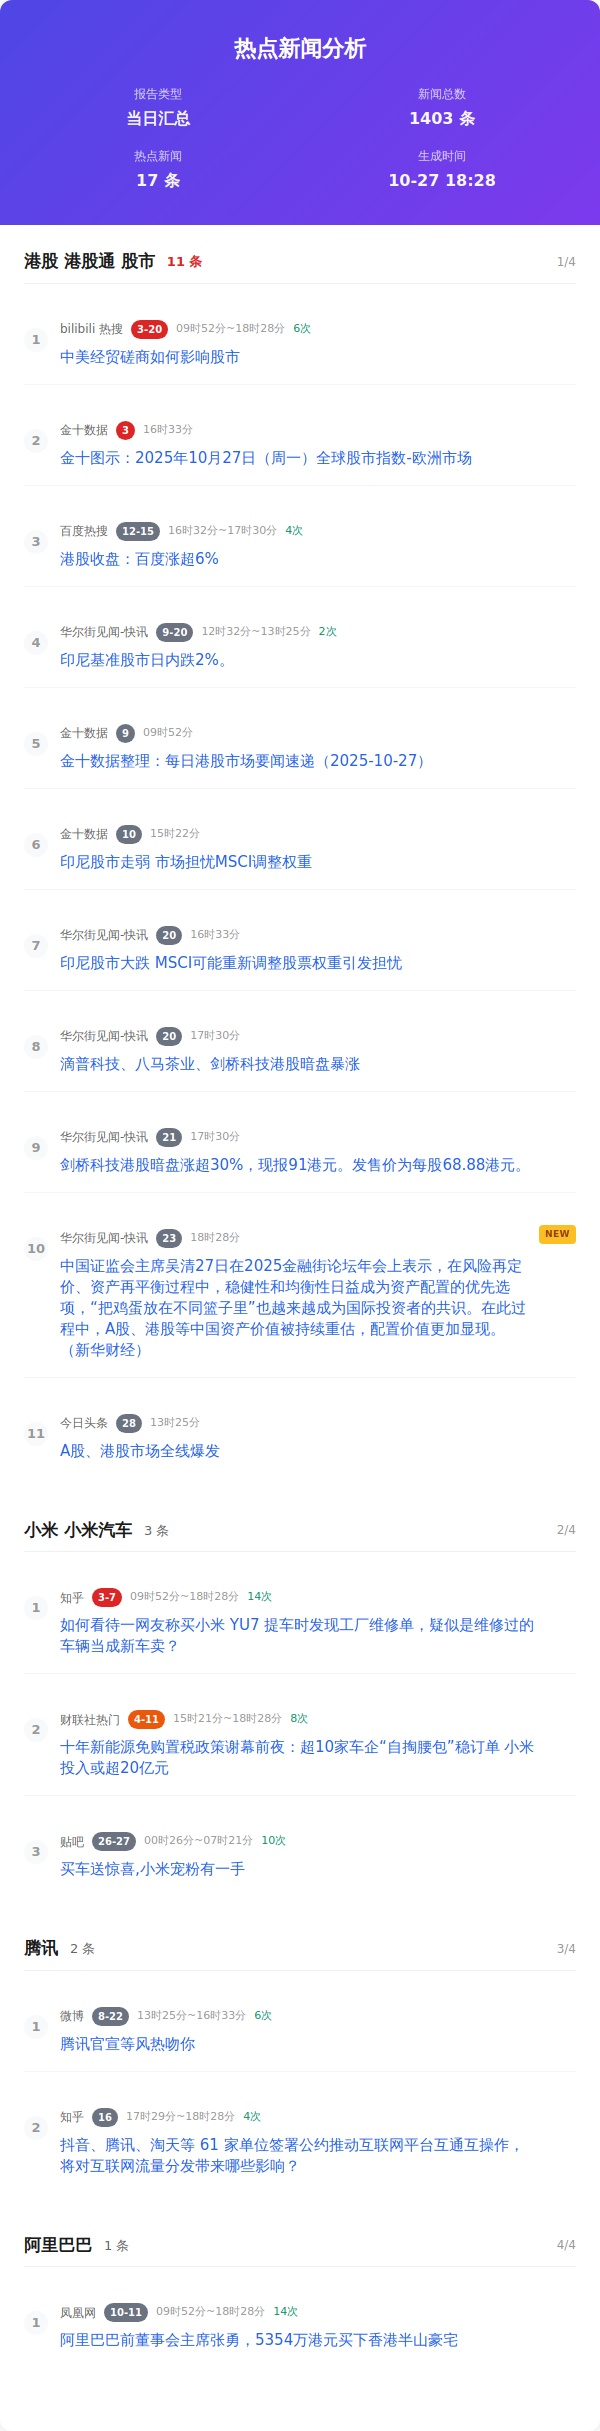 热点新闻分析
报告类型
新闻总数
当日汇总
1403 条
热点新闻
生成时间
17 条
10-27 18:28
港股 港股通 股市 11 条 1/4
1 bilibili 热搜 3-20 09时52分~18时28分 6次
中美经贸磋商如何影响股市
2 金十数据 3 16时33分
金十图示：2025年10月27日（周一）全球股市指数-欧洲市场
3 百度热搜 12-15 16时32分~17时30分 4次
港股收盘：百度涨超6%
4 华尔街见闻-快讯 9-20 12时32分~13时25分 2次
印尼基准股市日内跌2%。
5 金十数据 9 09时52分
金十数据整理：每日港股市场要闻速递（2025-10-27）
6 金十数据 10 15时22分
印尼股市走弱 市场担忧MSCI调整权重
7 华尔街见闻-快讯 20 16时33分
印尼股市大跌 MSCI可能重新调整股票权重引发担忧
8 华尔街见闻-快讯 20 17时30分
滴普科技、八马茶业、剑桥科技港股暗盘暴涨
9 华尔街见闻-快讯 21 17时30分
剑桥科技港股暗盘涨超30%，现报91港元。发售价为每股68.88港元。
10 华尔街见闻-快讯 23 18时28分 NEW
中国证监会主席吴清27日在2025金融街论坛年会上表示，在风险再定
价、资产再平衡过程中，稳健性和均衡性日益成为资产配置的优先选
项，“把鸡蛋放在不同篮子里”也越来越成为国际投资者的共识。在此过
程中，A股、港股等中国资产价值被持续重估，配置价值更加显现。
（新华财经）
11 今日头条 28 13时25分
A股、港股市场全线爆发
小米 小米汽车 3 条 2/4
1 知乎 3-7 09时52分~18时28分 14次
如何看待一网友称买小米 YU7 提车时发现工厂维修单，疑似是维修过的
车辆当成新车卖？
2 财联社热门 4-11 15时21分~18时28分 8次
十年新能源免购置税政策谢幕前夜：超10家车企“自掏腰包”稳订单 小米
投入或超20亿元
3 贴吧 26-27 00时26分~07时21分 10次
买车送惊喜,小米宠粉有一手
腾讯 2 条 3/4
1 微博 8-22 13时25分~16时33分 6次
腾讯官宣等风热吻你
2 知乎 16 17时29分~18时28分 4次
抖音、腾讯、淘天等 61 家单位签署公约推动互联网平台互通互操作，
将对互联网流量分发带来哪些影响？
阿里巴巴 1 条 4/4
1 凤凰网 10-11 09时52分~18时28分 14次
阿里巴巴前董事会主席张勇，5354万港元买下香港半山豪宅